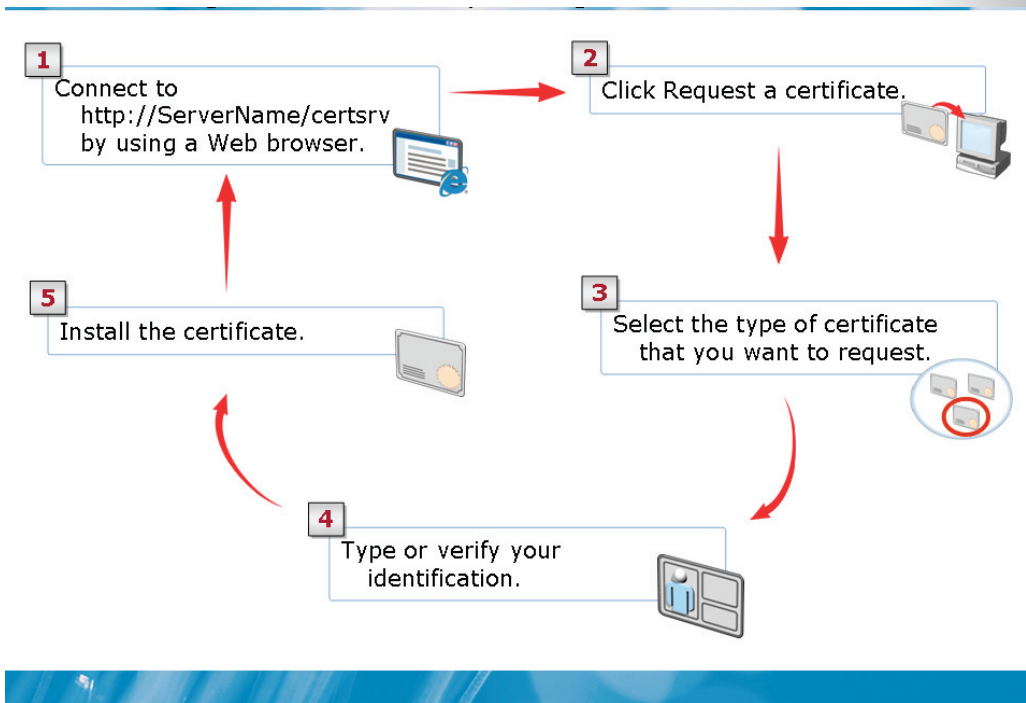 1
Connect to
http://ServerName/certsrv
by using a Web browser.
2
Click Request a certificate.
3
Select the type of certificate
that you want to request.
4
Type or verify your
identification.
5
Install the certificate.